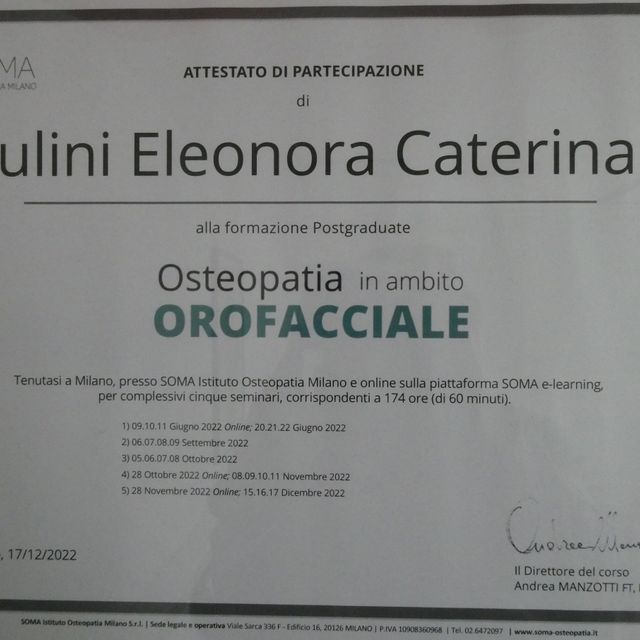 MA
A MILANO
ATTESTATO DI PARTECIPAZIONE
di
ulini Eleonora Caterina
alla formazione Postgraduate
Osteopatia in ambito
OROFACCIALE
Tenutasi a Milano, presso SOMA Istituto Osteopatia Milano e online sulla piattaforma SOMA e-learning,
per complessivi cinque seminari, corrispondenti a 174 ore (di 60 minuti).
1) 09.10.11 Giugno 2022 Online; 20.21.22 Giugno 2022
2) 06.07.08.09 Settembre 2022
3) 05.06.07.08 Ottobre 2022
4) 28 Ottobre 2022 Online; 08.09.10.11 Novembre 2022
5) 28 Novembre 2022 Online; 15.16.17 Dicembre 2022
, 17/12/2022
Il Direttore del corso
Andrea MANZOTTI FT,
SOMA Istituto Osteopatia Milano S.r.l. | Sede legale e operativa Viale Sarca 336 F - Edificio 16, 20126 MILANO | P.IVA 10908360968 | Tel. 02.6472097 | www.soma-osteopatia.it